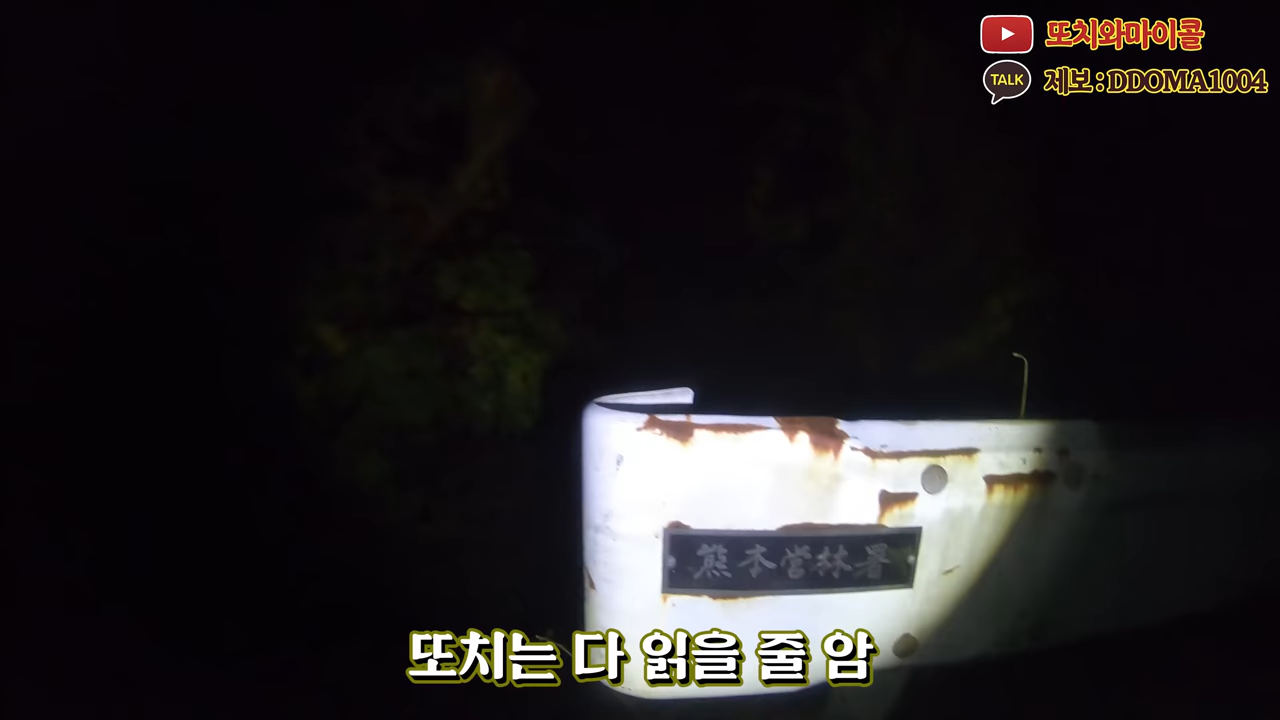 또치와마이콜
TALK
제보 : DDOMA1004
熊本営林署
또치는 다 읽을 줄 암